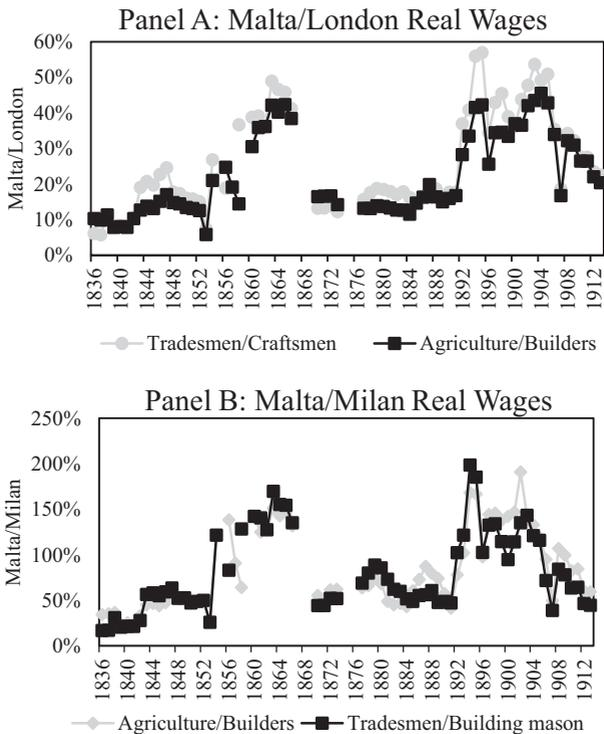 Panel A: Malta/London Real Wages
60%
50%
40%
30%
20%
10%
0%
Malta/London
1836 1840 1844 1848 1852 1856 1860 1864 1868 1872 1876 1880 1884 1888 1892 1896 1900 1904 1908 1912
Tradesmen/Craftsmen Agriculture/Builders
Panel B: Malta/Milan Real Wages
250%
200%
150%
100%
50%
0%
Malta/Milan
1836 1840 1844 1848 1852 1856 1860 1864 1868 1872 1876 1880 1884 1888 1892 1896 1900 1904 1908 1912
Agriculture/Builders Tradesmen/Building mason